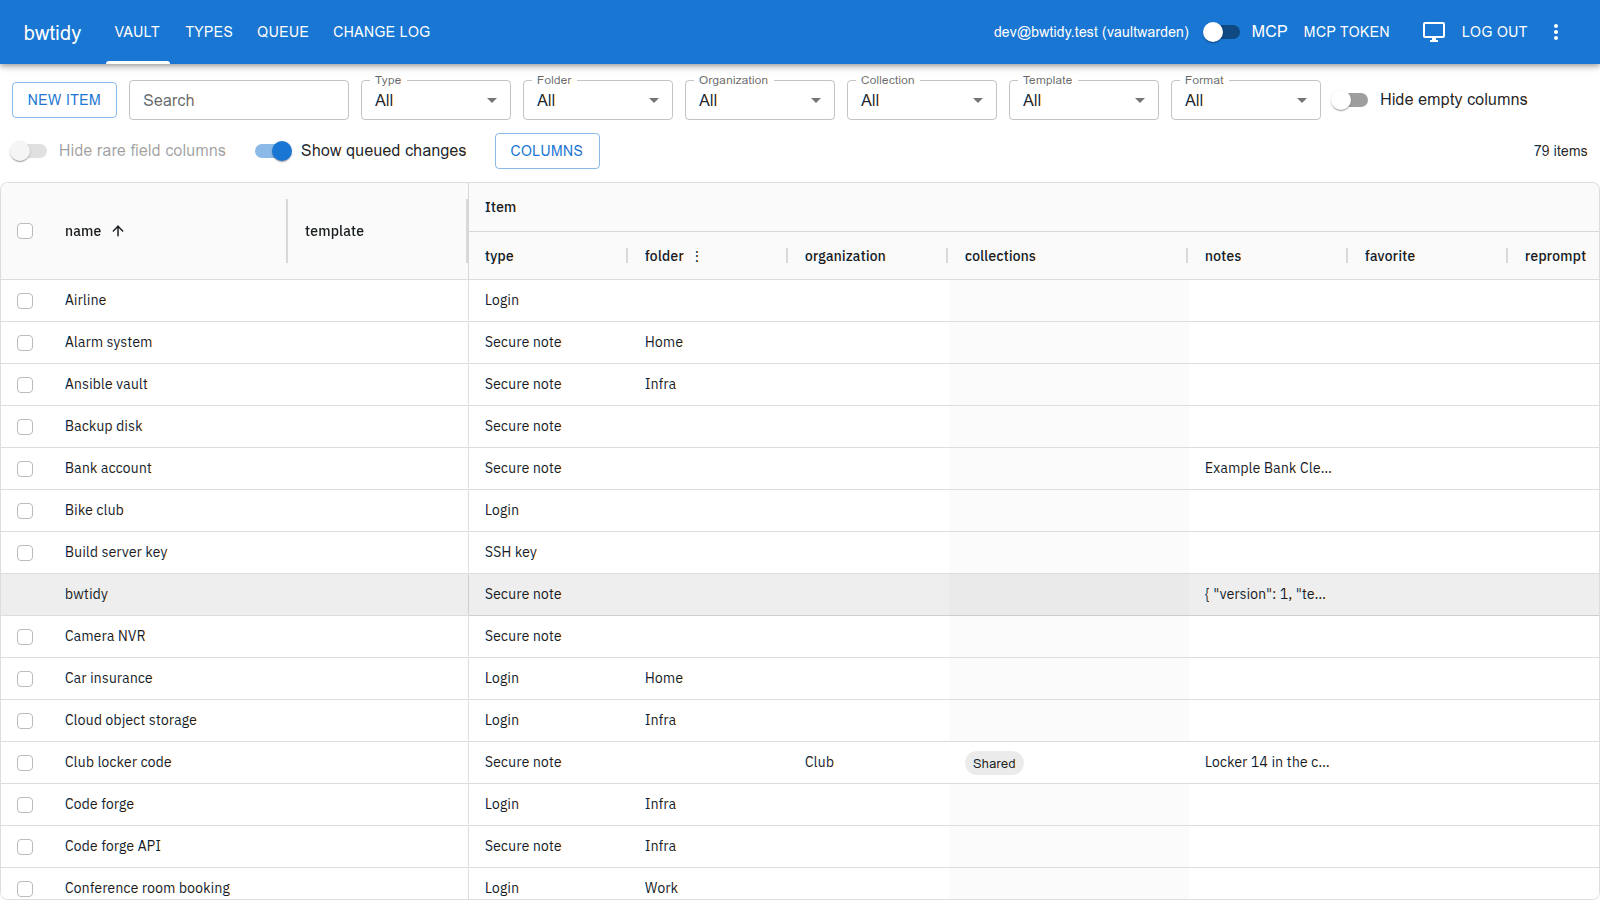 bwtidy VAULT TYPES QUEUE CHANGE LOG dev@bwtidy.test (vaultwarden) MCP MCP TOKEN LOG OUT
NEW ITEM Search Type All Folder All Organization All Collection All Template All Format All Hide empty columns
Hide rare field columns Show queued changes COLUMNS 79 items
Item
name template
type folder organization collections notes favorite reprompt
Airline Login
Alarm system Secure note Home
Ansible vault Secure note Infra
Backup disk Secure note
Bank account Secure note Example Bank Cle...
Bike club Login
Build server key SSH key
bwtidy Secure note { "version": 1, "te...
Camera NVR Secure note
Car insurance Login Home
Cloud object storage Login Infra
Club locker code Secure note Club Shared Locker 14 in the c...
Code forge Login Infra
Code forge API Secure note Infra
Conference room booking Login Work